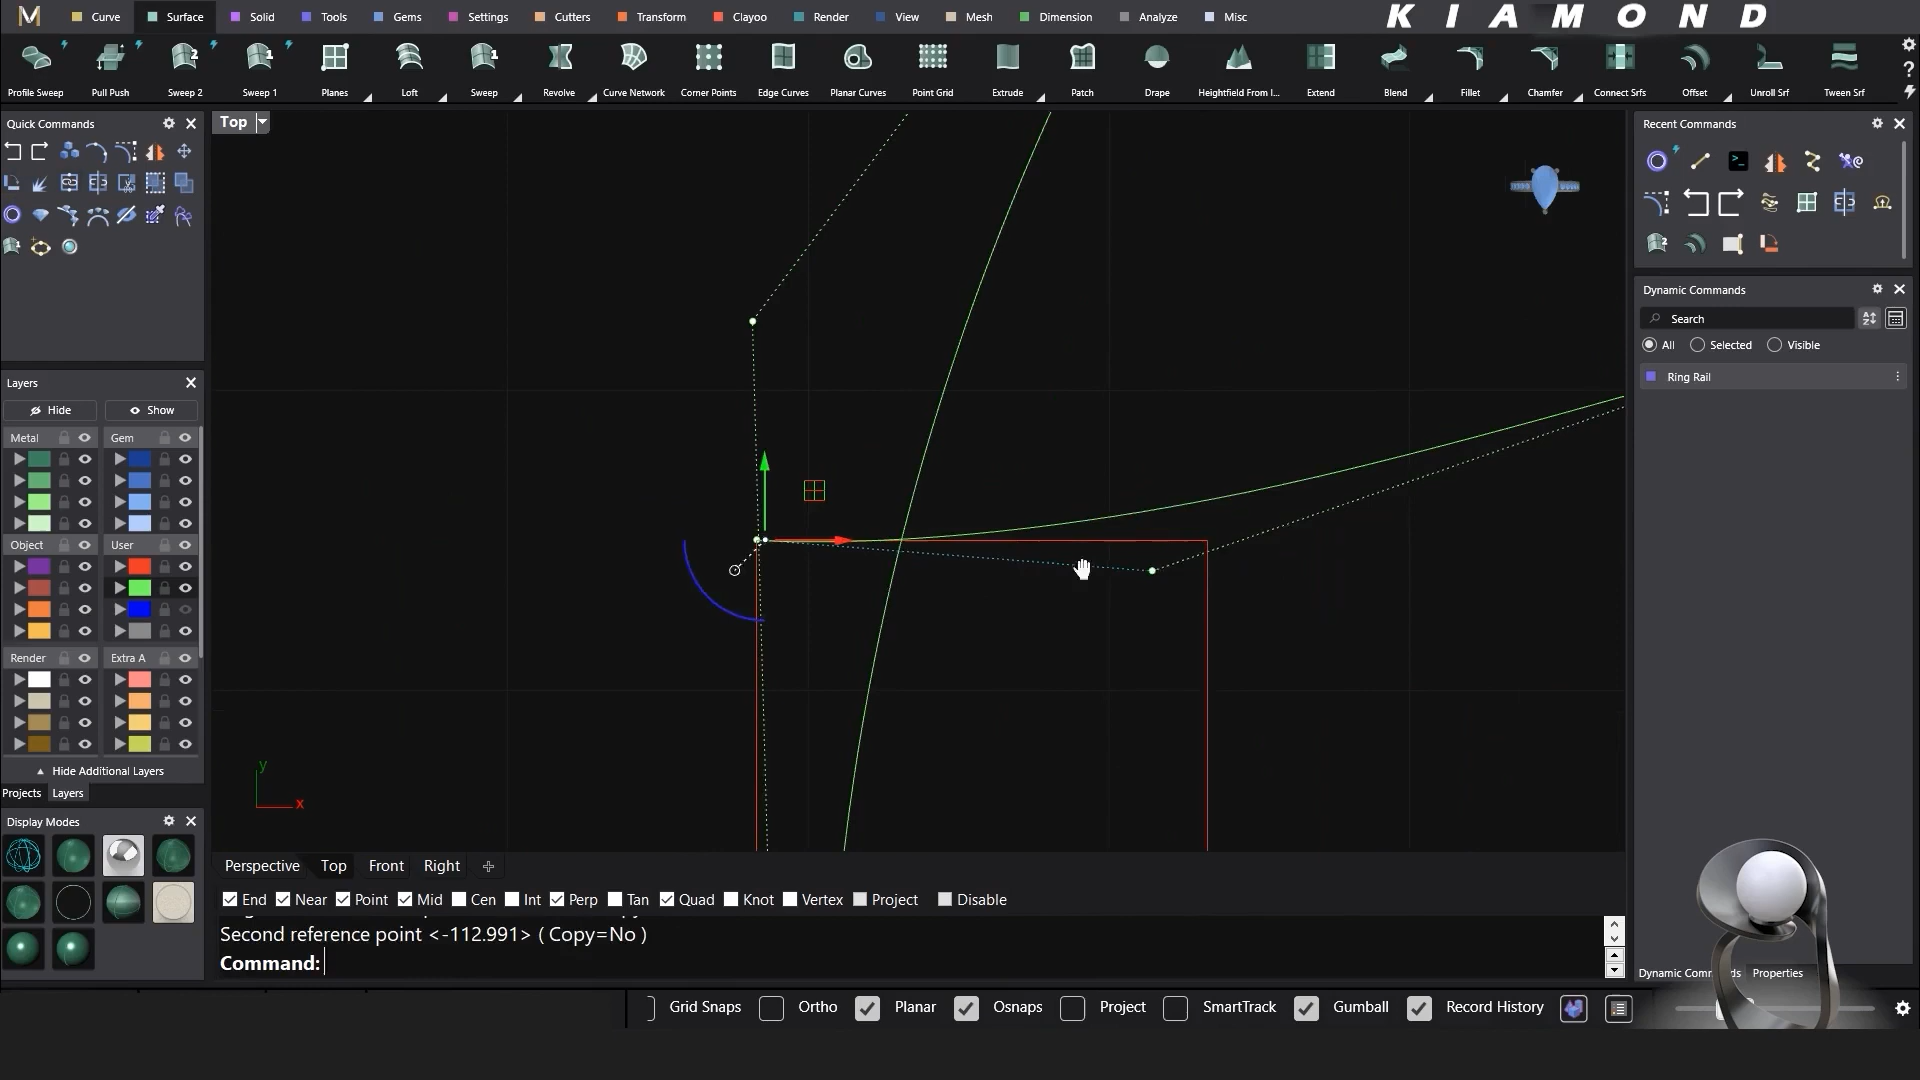 Curve Surface Solid Tools Gems Settings Cutters Transform Clayoo Render View Mesh Dimension Analyze Misc
K I A M O N D
Profile Sweep Pull Push Sweep 2 Sweep 1 Planes Loft Sweep Revolve Curve Network Corner Points Edge Curves Planar Curves Point Grid Extrude Patch Drape Heightfield From I... Extend Blend Fillet Chamfer Connect Srfs Offset Unroll Srf Tween Srf
Quick Commands
Top
Recent Commands
Dynamic Commands
Search
All Selected Visible
Ring Rail
Layers
Hide Show
Metal Gem
Object User
Render Extra A
Hide Additional Layers
Projects Layers
Display Modes
y
x
Perspective Top Front Right
End Near Point Mid Cen Int Perp Tan Quad Knot Vertex Project Disable
Second reference point <-112.991> ( Copy=No )
Command:
Properties
Grid Snaps Ortho Planar Osnaps Project SmartTrack Gumball Record History